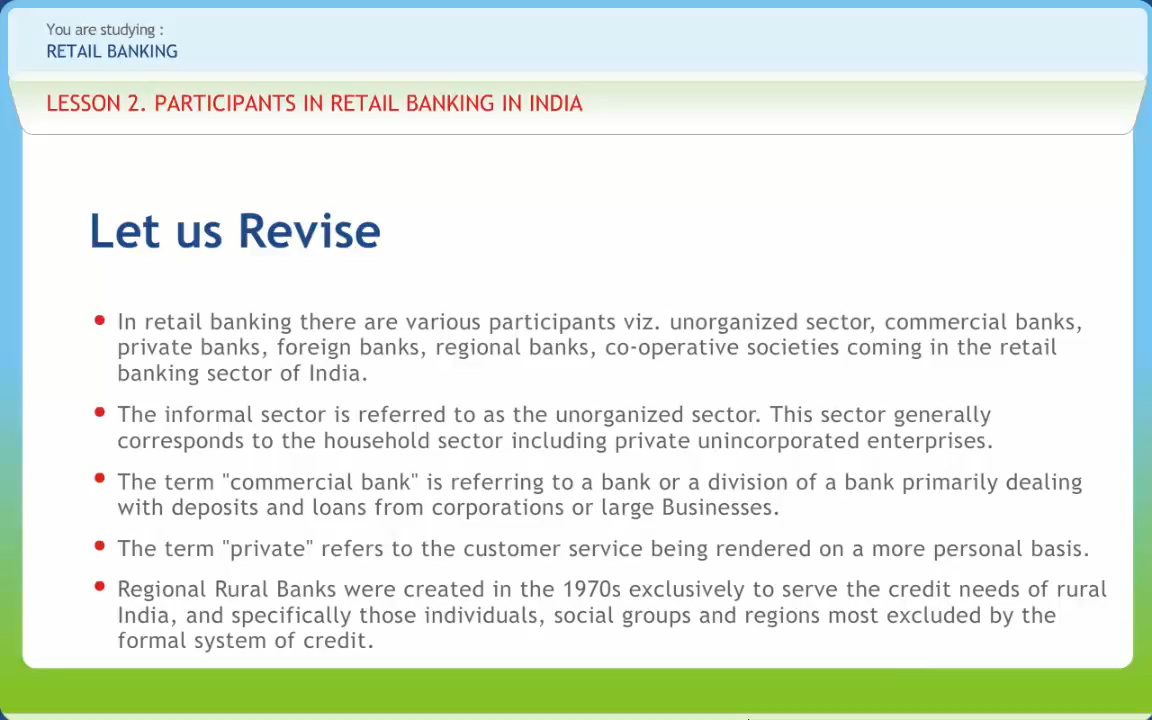 You are studying :
RETAIL BANKING
LESSON 2. PARTICIPANTS IN RETAIL BANKING IN INDIA
Let us Revise
• In retail banking there are various participants viz. unorganized sector, commercial banks,
private banks, foreign banks, regional banks, co-operative societies coming in the retail
banking sector of India.
• The informal sector is referred to as the unorganized sector. This sector generally
corresponds to the household sector including private unincorporated enterprises.
• The term "commercial bank" is referring to a bank or a division of a bank primarily dealing
with deposits and loans from corporations or large Businesses.
• The term "private" refers to the customer service being rendered on a more personal basis.
• Regional Rural Banks were created in the 1970s exclusively to serve the credit needs of rural
India, and specifically those individuals, social groups and regions most excluded by the
formal system of credit.